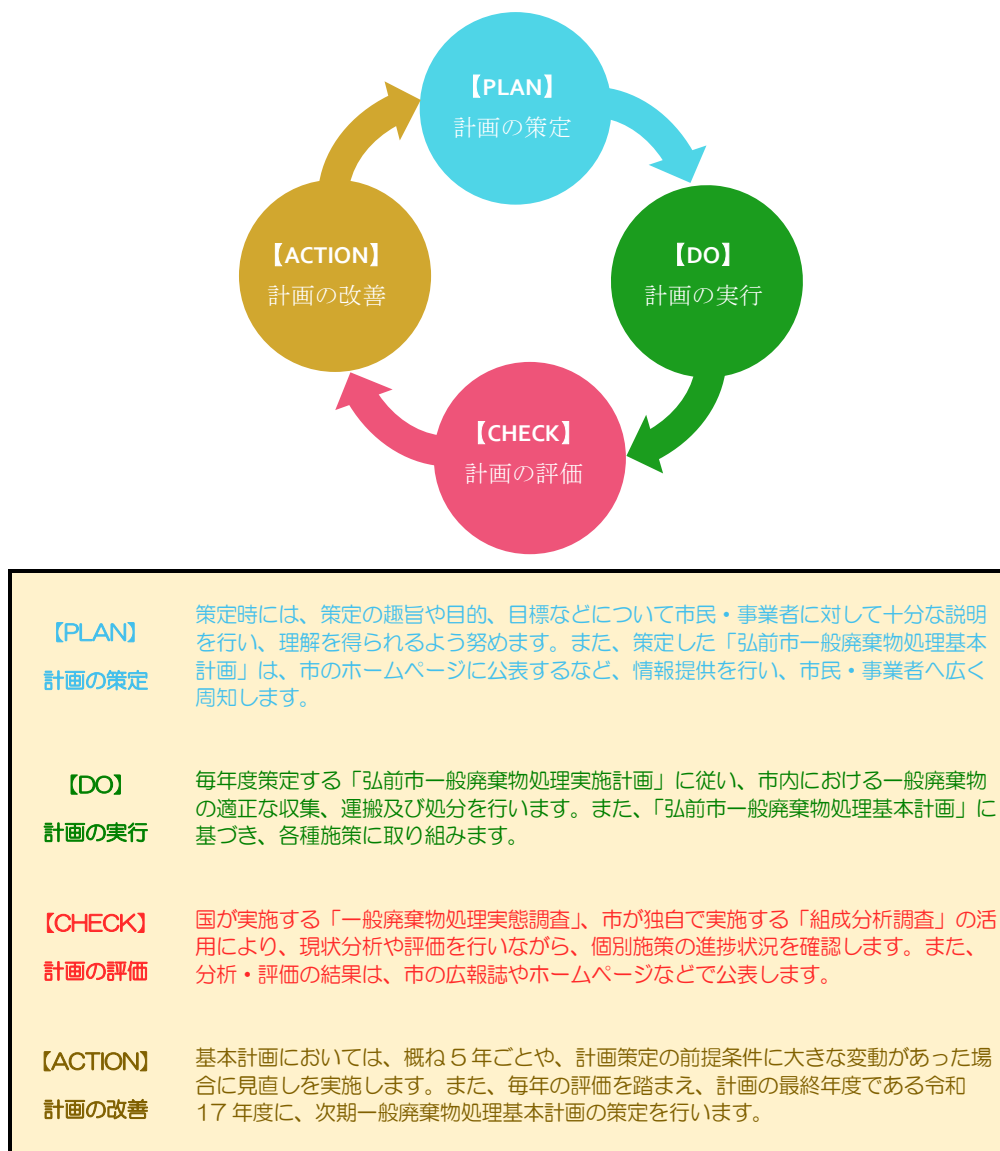 【PLAN】
計画の策定
【DO】
計画の実行
【ACTION】
計画の改善
【CHECK】
計画の評価
【PLAN】
計画の策定
策定時には、策定の趣旨や目的、目標などについて市民・事業者に対して十分な説明
を行い、理解を得られるよう努めます。また、策定した「弘前市一般廃棄物処理基本
計画」は、市のホームページに公表するなど、情報提供を行い、市民・事業者へ広く
周知します。
【DO】
計画の実行
毎年度策定する「弘前市一般廃棄物処理実施計画」に従い、市内における一般廃棄物
の適正な収集、運搬及び処分を行います。また、「弘前市一般廃棄物処理基本計画」に
基づき、各種施策に取り組みます。
【CHECK】
計画の評価
国が実施する「一般廃棄物処理実態調査」、市が独自で実施する「組成分析調査」の活
用により、現状分析や評価を行いながら、個別施策の進捗状況を確認します。また、
分析・評価の結果は、市の広報誌やホームページなどで公表します。
【ACTION】
計画の改善
基本計画においては、概ね５年ごとや、計画策定の前提条件に大きな変動があった場
合に見直しを実施します。また、毎年の評価を踏まえ、計画の最終年度である令和
17 年度に、次期一般廃棄物処理基本計画の策定を行います。